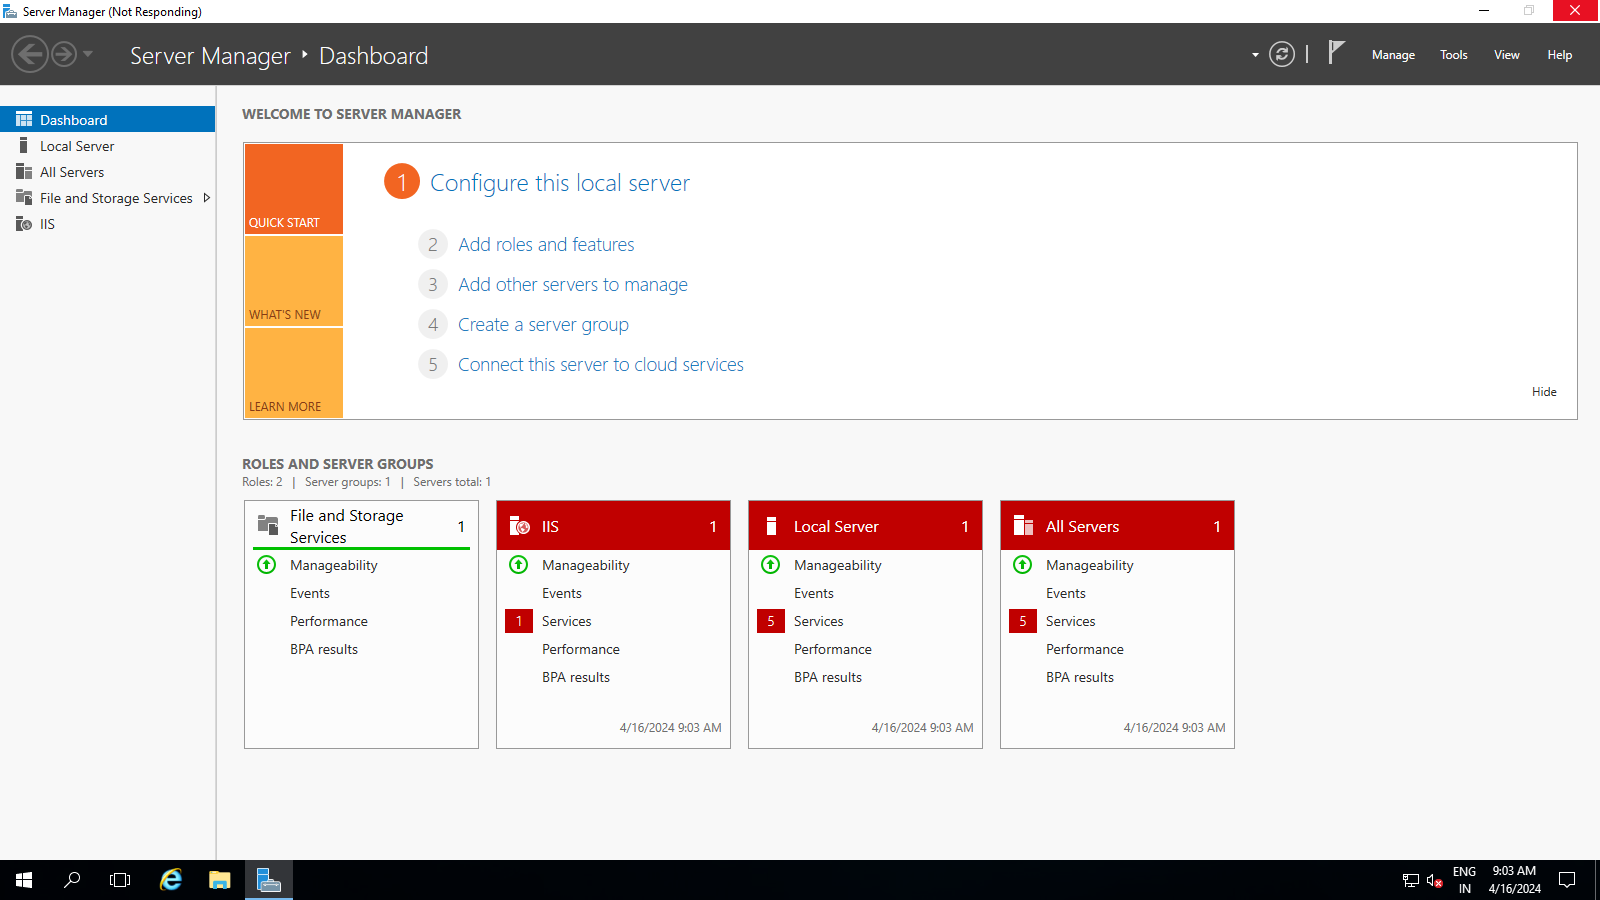 Server Manager (Not Responding)
Server Manager ‣ Dashboard
Manage
Tools
View
Help
Dashboard
Local Server
All Servers
File and Storage Services
IIS
WELCOME TO SERVER MANAGER
QUICK START
WHAT'S NEW
LEARN MORE
1 Configure this local server
2 Add roles and features
3 Add other servers to manage
4 Create a server group
5 Connect this server to cloud services
Hide
ROLES AND SERVER GROUPS
Roles: 2 | Server groups: 1 | Servers total: 1
File and Storage
Services
1
Manageability
Events
Performance
BPA results
IIS 1
Manageability
Events
1 Services
Performance
BPA results
4/16/2024 9:03 AM
Local Server 1
Manageability
Events
5 Services
Performance
BPA results
4/16/2024 9:03 AM
All Servers 1
Manageability
Events
5 Services
Performance
BPA results
4/16/2024 9:03 AM
ENG
IN
9:03 AM
4/16/2024